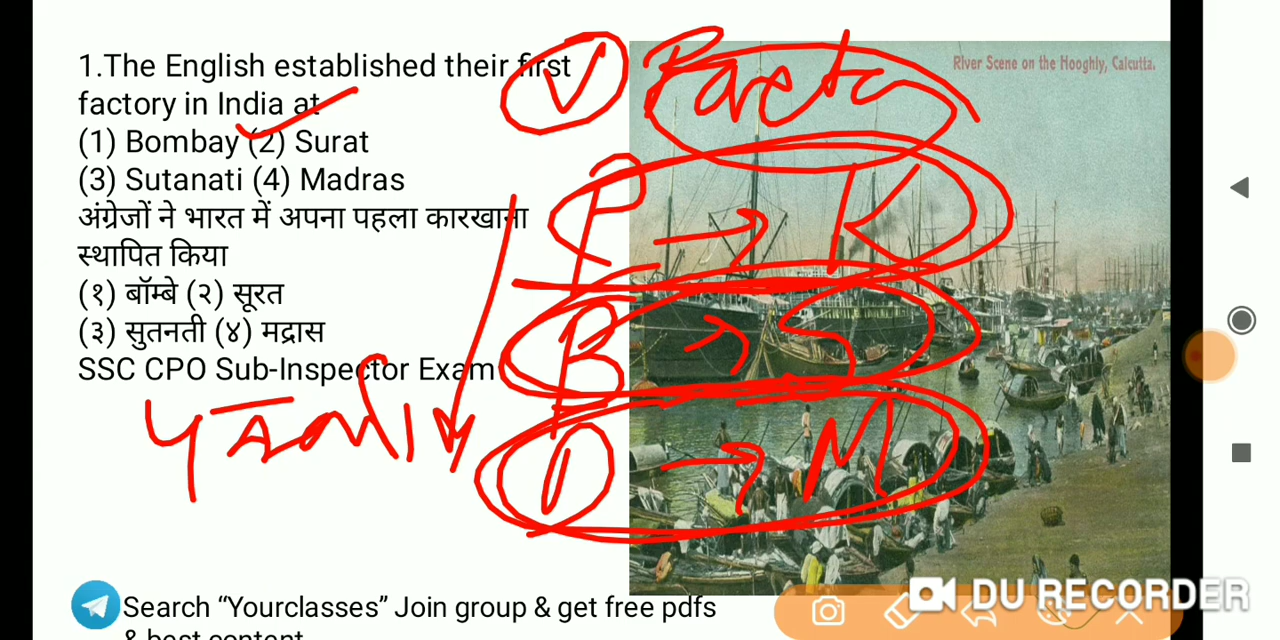 1.The English established their first
factory in India at
(1) Bombay (2) Surat
(3) Sutanati (4) Madras
अंग्रेजों ने भारत में अपना पहला कारखाना
स्थापित किया
(१) बॉम्बे (२) सूरत
(३) सुतनती (४) मद्रास
SSC CPO Sub-Inspector Exam
River Scene on the Hooghly, Calcutta.
P → K
B → S
→ M
Search “Yourclasses” Join group & get free pdfs
& best content
DU RECORDER